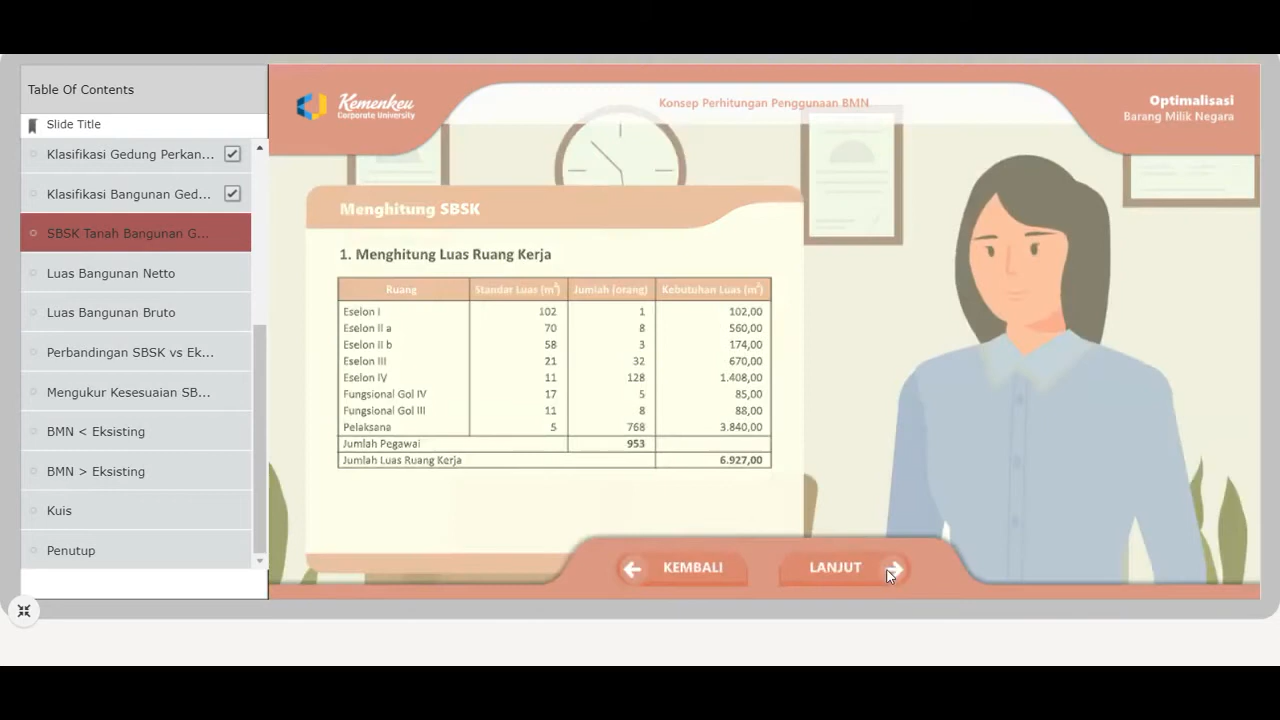 Table Of Contents
Slide Title
Klasifikasi Gedung Perkan...
Klasifikasi Bangunan Ged...
SBSK Tanah Bangunan G...
Luas Bangunan Netto
Luas Bangunan Bruto
Perbandingan SBSK vs Ek...
Mengukur Kesesuaian SB...
BMN < Eksisting
BMN > Eksisting
Kuis
Penutup
Kemenkeu
Corporate University
Konsep Perhitungan Penggunaan BMN
Optimalisasi
Barang Milik Negara
Menghitung SBSK
1. Menghitung Luas Ruang Kerja
Ruang Standar Luas (m²) Jumlah (orang) Kebutuhan Luas (m²)
Eselon I 102 1 102,00
Eselon II a 70 8 560,00
Eselon II b 58 3 174,00
Eselon III 21 32 670,00
Eselon IV 11 128 1.408,00
Fungsional Gol IV 17 5 85,00
Fungsional Gol III 11 8 88,00
Pelaksana 5 768 3.840,00
Jumlah Pegawai 953
Jumlah Luas Ruang Kerja 6.927,00
KEMBALI
LANJUT